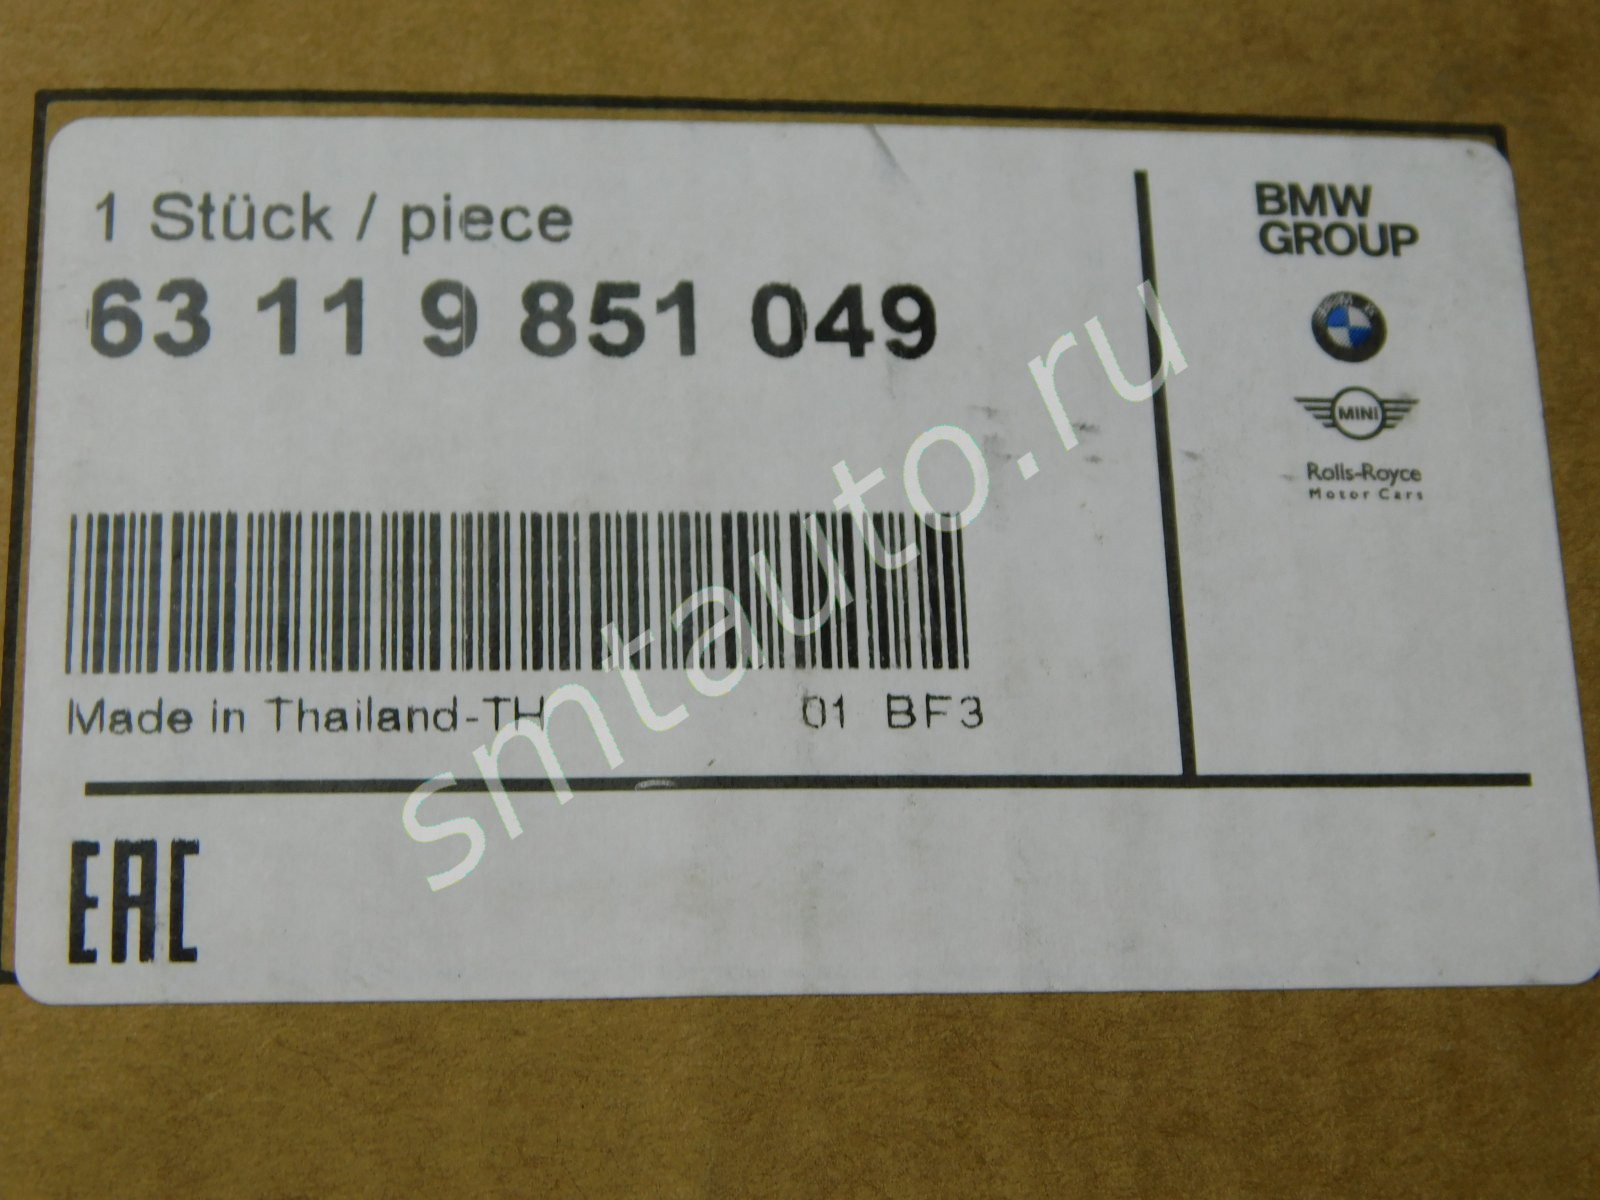 1 Stück / piece
63 11 9 851 049
BMW
GROUP
MINI
Rolls-Royce
Motor Cars
Made in Thailand-TH 01 BF3
EAC
smtauto.ru